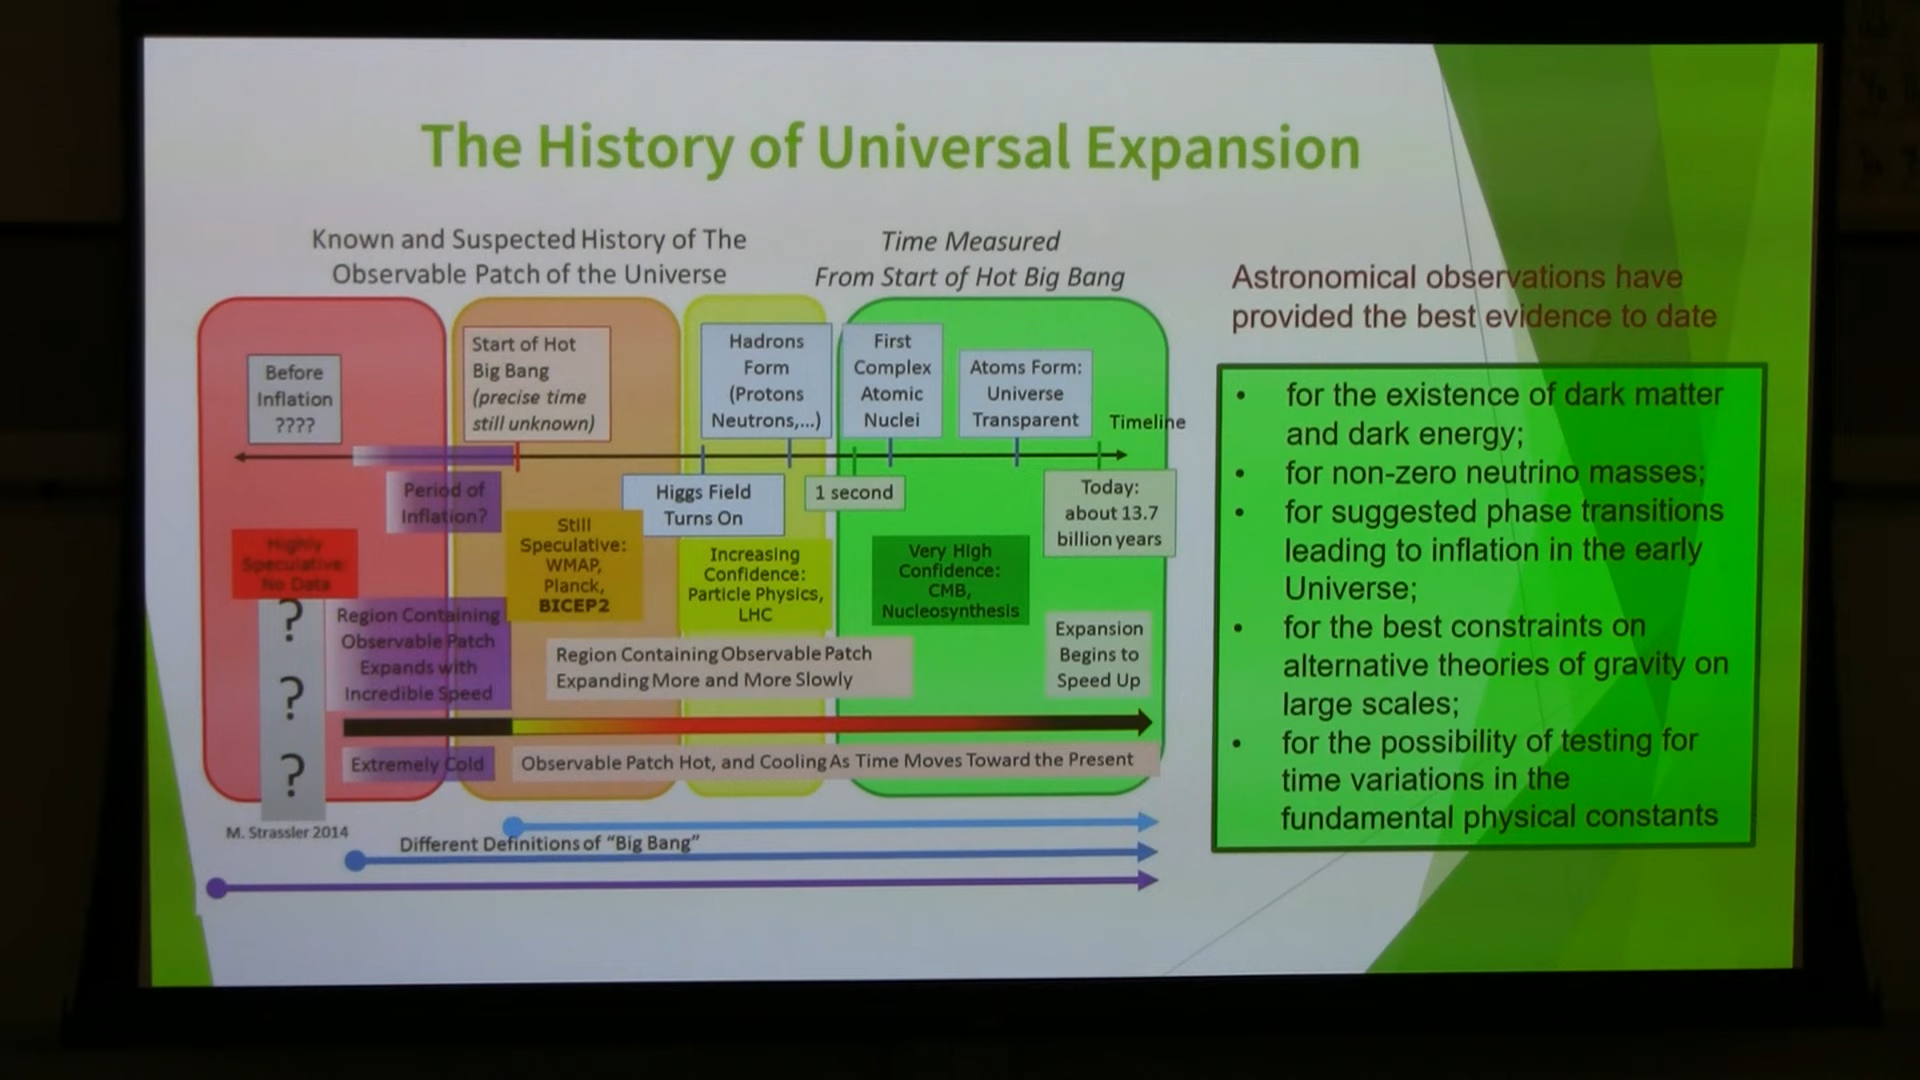 The History of Universal Expansion
Known and Suspected History of The
Observable Patch of the Universe
Time Measured
From Start of Hot Big Bang
Before
Inflation
????
Start of Hot
Big Bang
(precise time
still unknown)
Hadrons
Form
(Protons
Neutrons,...)
First
Complex
Atomic
Nuclei
Atoms Form:
Universe
Transparent
Timeline
Period of
Inflation?
Higgs Field
Turns On
1 second
Today:
about 13.7
billion years
Highly
Speculative:
No Data
Still
Speculative:
WMAP,
Planck,
BICEP2
Increasing
Confidence:
Particle Physics,
LHC
Very High
Confidence:
CMB,
Nucleosynthesis
?
?
?
Region Containing
Observable Patch
Expands with
Incredible Speed
Region Containing Observable Patch
Expanding More and More Slowly
Expansion
Begins to
Speed Up
Extremely Cold
Observable Patch Hot, and Cooling As Time Moves Toward the Present
M. Strassler 2014
Different Definitions of “Big Bang”
Astronomical observations have
provided the best evidence to date
• for the existence of dark matter
and dark energy;
• for non-zero neutrino masses;
• for suggested phase transitions
leading to inflation in the early
Universe;
• for the best constraints on
alternative theories of gravity on
large scales;
• for the possibility of testing for
time variations in the
fundamental physical constants